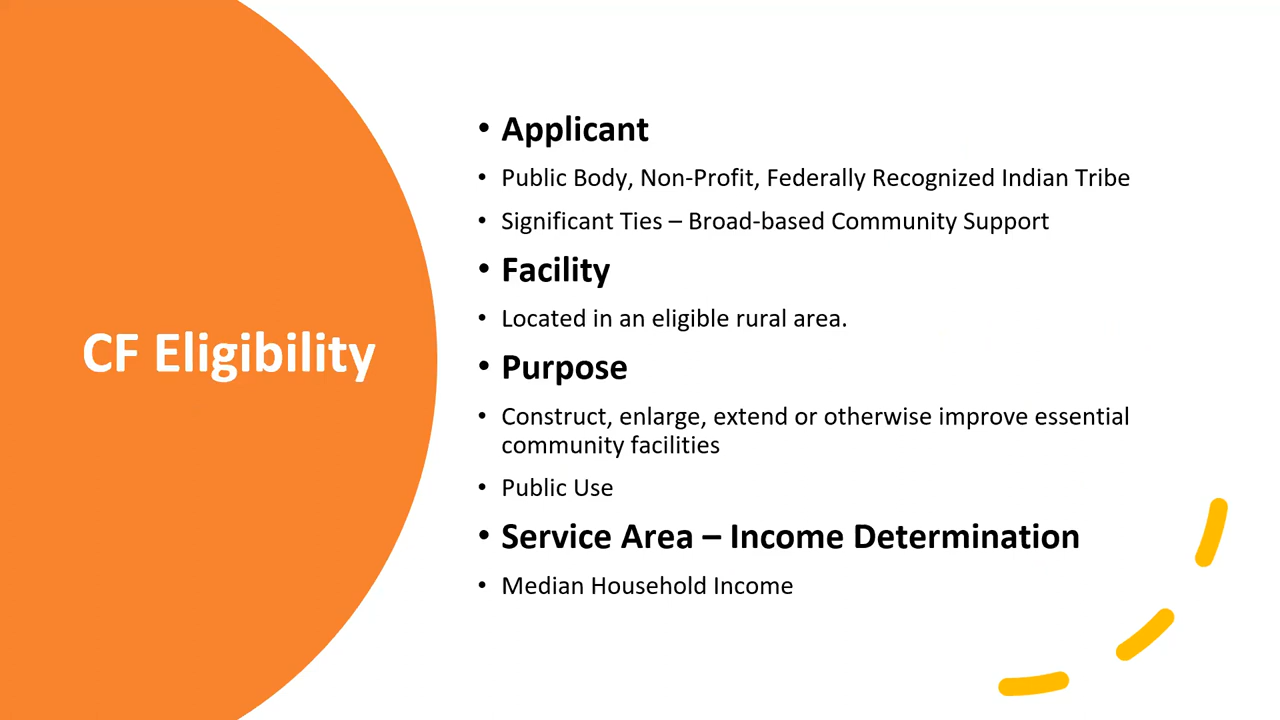 CF Eligibility
• Applicant
• Public Body, Non-Profit, Federally Recognized Indian Tribe
• Significant Ties – Broad-based Community Support
• Facility
• Located in an eligible rural area.
• Purpose
• Construct, enlarge, extend or otherwise improve essential
community facilities
• Public Use
• Service Area – Income Determination
• Median Household Income